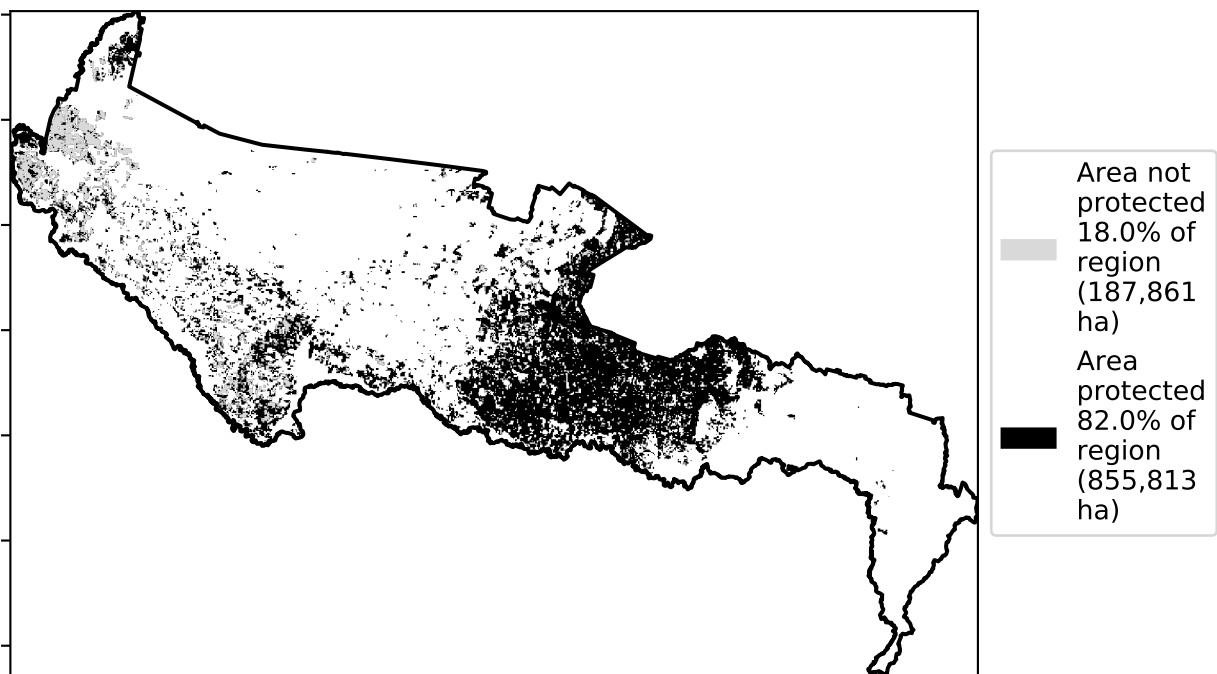 Area not
protected
18.0% of
region
(187,861
ha)
Area
protected
82.0% of
region
(855,813
ha)